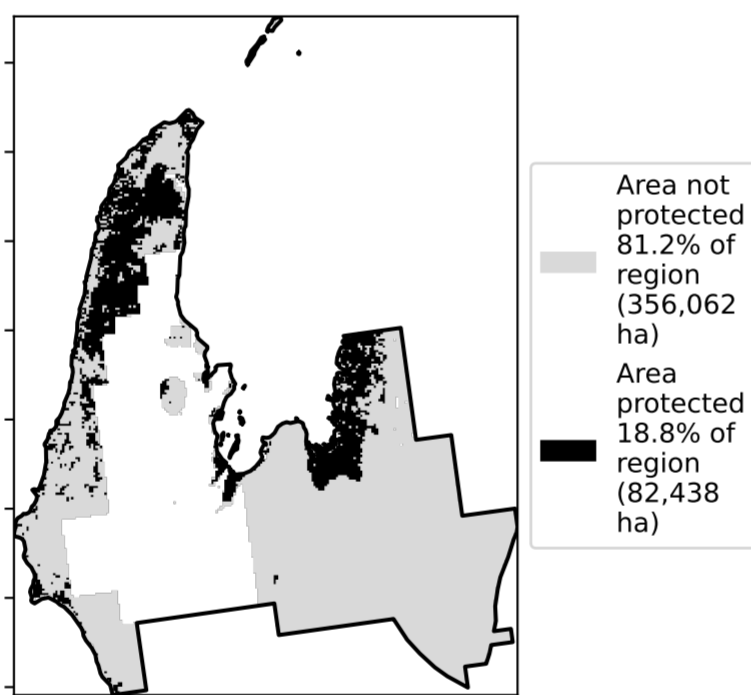 Area not
protected
81.2% of
region
(356,062
ha)
Area
protected
18.8% of
region
(82,438
ha)